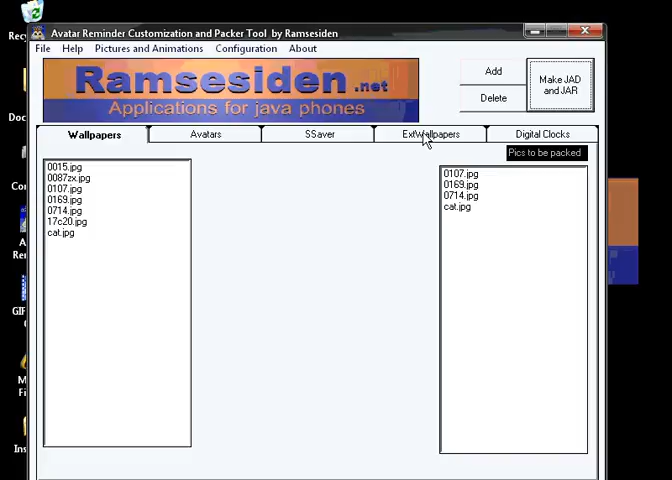 Avatar Reminder Customization and Packer Tool by Ramsesiden
File Help Pictures and Animations Configuration About
Ramsesiden .net
Applications for java phones
Add
Delete
Make JAD
and JAR
Wallpapers Avatars SSaver ExtWallpapers Digital Clocks
Pics to be packed
0015.jpg
0087zx.jpg
0107.jpg
0169.jpg
0714.jpg
17c20.jpg
cat.jpg
0107.jpg
0169.jpg
0714.jpg
cat.jpg